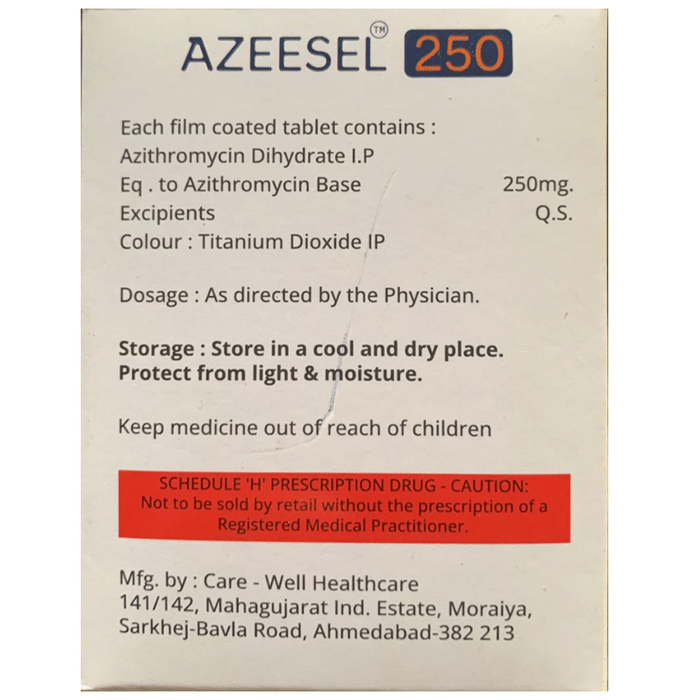 AZEESEL™ 250
Each film coated tablet contains :
Azithromycin Dihydrate I.P
Eq . to Azithromycin Base 250mg.
Excipients Q.S.
Colour : Titanium Dioxide IP
Dosage : As directed by the Physician.
Storage : Store in a cool and dry place.
Protect from light & moisture.
Keep medicine out of reach of children
SCHEDULE 'H' PRESCRIPTION DRUG - CAUTION:
Not to be sold by retail without the prescription of a
Registered Medical Practitioner.
Mfg. by : Care - Well Healthcare
141/142, Mahagujarat Ind. Estate, Moraiya,
Sarkhej-Bavla Road, Ahmedabad-382 213